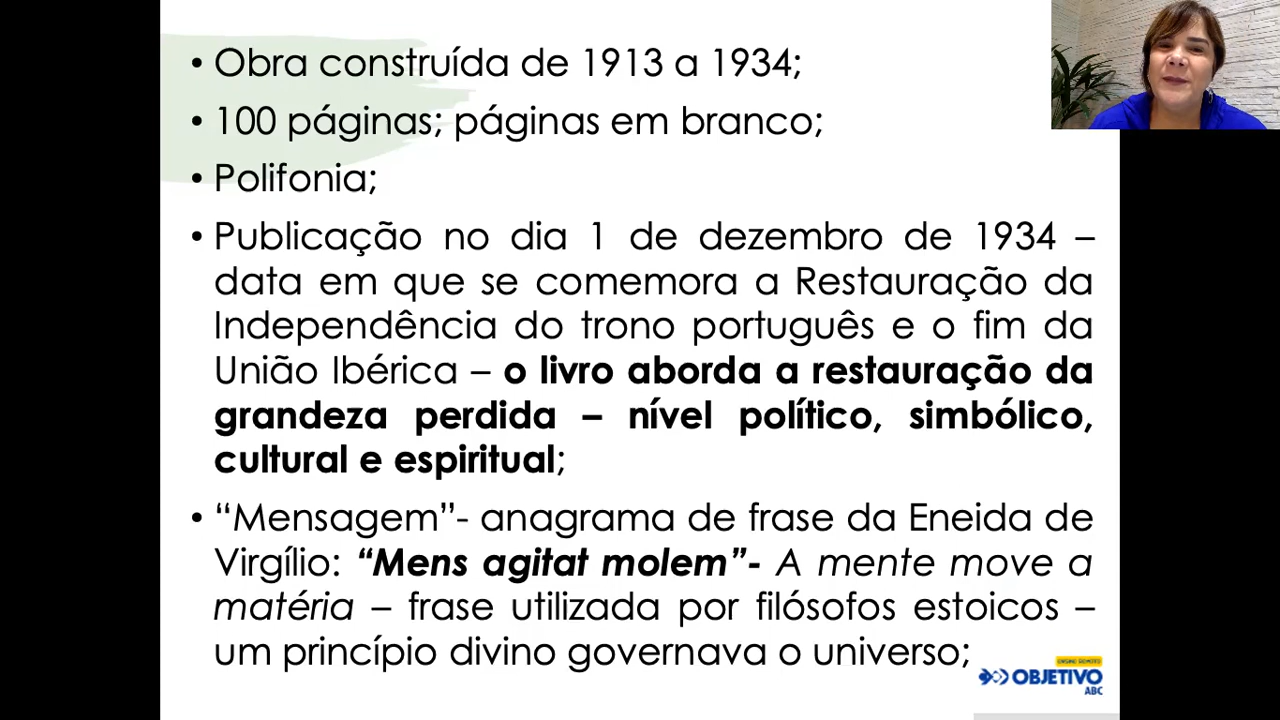 • Obra construída de 1913 a 1934;
• 100 páginas; páginas em branco;
• Polifonia;
• Publicação no dia 1 de dezembro de 1934 –
data em que se comemora a Restauração da
Independência do trono português e o fim da
União Ibérica – o livro aborda a restauração da
grandeza perdida – nível político, simbólico,
cultural e espiritual;
• “Mensagem”- anagrama de frase da Eneida de
Virgílio: “Mens agitat molem”- A mente move a
matéria – frase utilizada por filósofos estoicos –
um princípio divino governava o universo;
ENSINO REMOTO
OBJETIVO
ABC